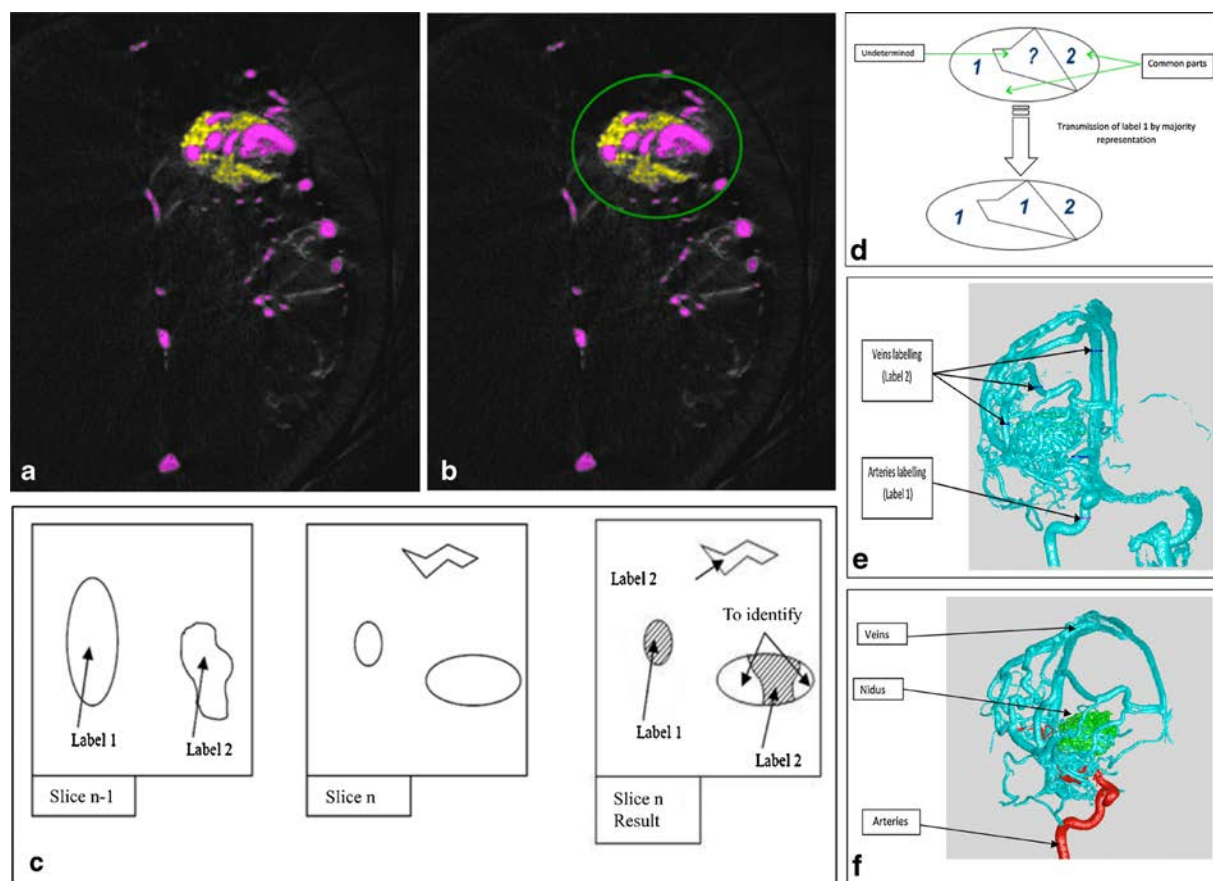 a
b
Undetermined
1
?
2
Common parts
Transmission of label 1 by majority
representation
1
1
2
d
Veins labelling
(Label 2)
Arteries labelling
(Label 1)
e
Label 1
Label 2
Slice n-1
Slice n
Label 2
To identify
Label 1
Label 2
Slice n
Result
c
Veins
Nidus
Arteries
f